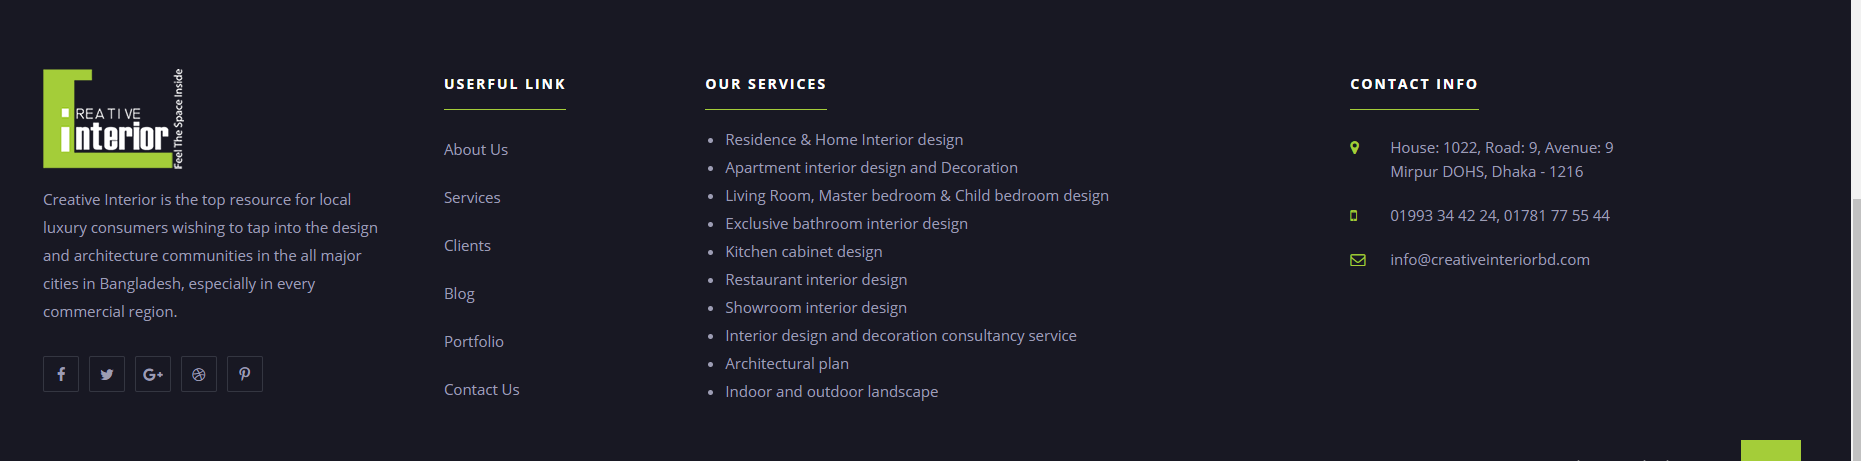 CREATIVE
interior
Feel The Space Inside
Creative Interior is the top resource for local
luxury consumers wishing to tap into the design
and architecture communities in the all major
cities in Bangladesh, especially in every
commercial region.
USERFUL LINK
About Us
Services
Clients
Blog
Portfolio
Contact Us
OUR SERVICES
Residence & Home Interior design
Apartment interior design and Decoration
Living Room, Master bedroom & Child bedroom design
Exclusive bathroom interior design
Kitchen cabinet design
Restaurant interior design
Showroom interior design
Interior design and decoration consultancy service
Architectural plan
Indoor and outdoor landscape
CONTACT INFO
House: 1022, Road: 9, Avenue: 9
Mirpur DOHS, Dhaka - 1216
01993 34 42 24, 01781 77 55 44
info@creativeinteriorbd.com